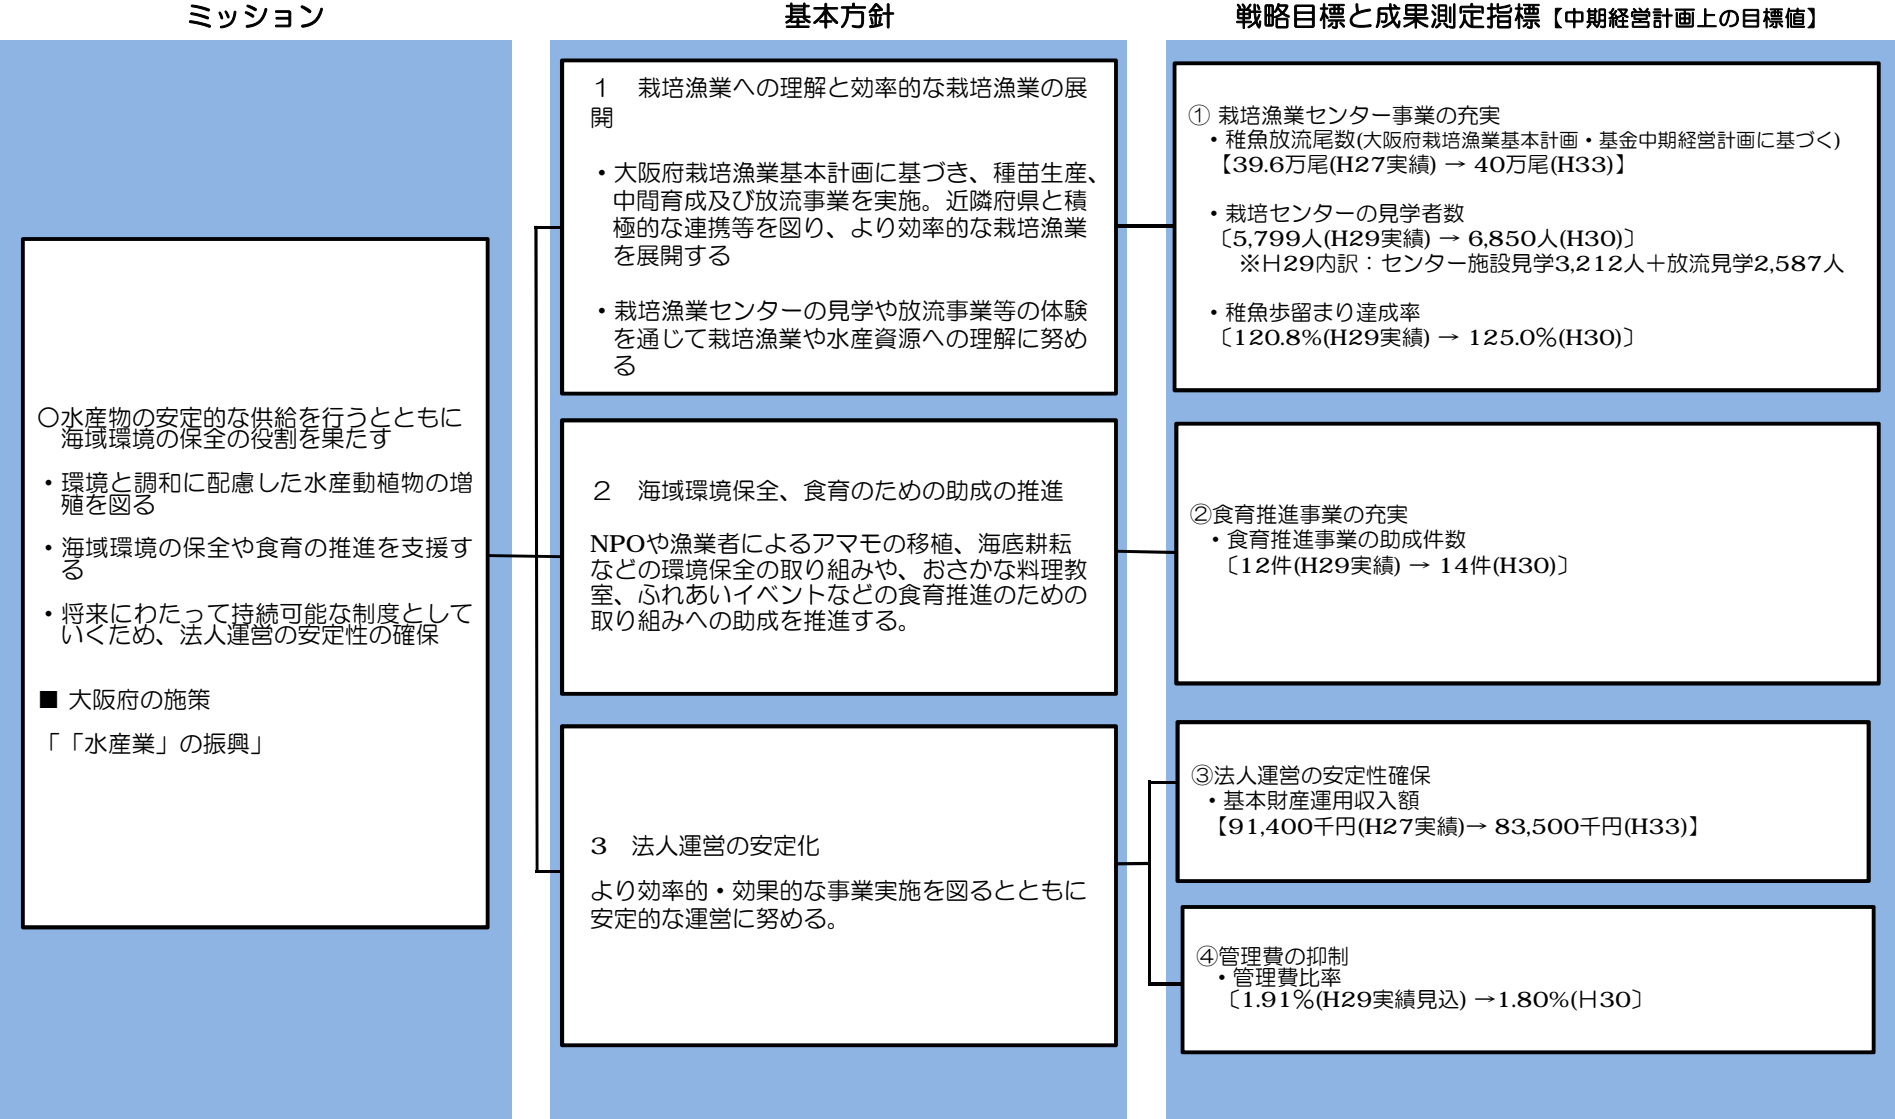 ミッション
基本方針
戦略目標と成果測定指標【中期経営計画上の目標値】
〇水産物の安定的な供給を行うとともに
海域環境の保全の役割を果たす
・環境と調和に配慮した水産動植物の増
殖を図る
・海域環境の保全や食育の推進を支援す
る
・将来にわたって持続可能な制度として
いくため、法人運営の安定性の確保
■ 大阪府の施策
「「水産業」の振興」
１　栽培漁業への理解と効率的な栽培漁業の展
開
・大阪府栽培漁業基本計画に基づき、種苗生産、
中間育成及び放流事業を実施。近隣府県と積
極的な連携等を図り、より効率的な栽培漁業
を展開する
・栽培漁業センターの見学や放流事業等の体験
を通じて栽培漁業や水産資源への理解に努め
る
２　海域環境保全、食育のための助成の推進
NPOや漁業者によるアマモの移植、海底耕耘
などの環境保全の取り組みや、おさかな料理教
室、ふれあいイベントなどの食育推進のための
取り組みへの助成を推進する。
3　法人運営の安定化
より効率的・効果的な事業実施を図るとともに
安定的な運営に努める。
① 栽培漁業センター事業の充実
・稚魚放流尾数(大阪府栽培漁業基本計画・基金中期経営計画に基づく)
【39.6万尾(H27実績) → 40万尾(H33)】
・栽培センターの見学者数
〔5,799人(H29実績) → 6,850人(H30)〕
※Ｈ29内訳：センター施設見学3,212人＋放流見学2,587人
・稚魚歩留まり達成率
〔120.8%(H29実績) → 125.0％(H30)〕
②食育推進事業の充実
・食育推進事業の助成件数
〔12件(H29実績) → 14件(H30)〕
③法人運営の安定性確保
・基本財産運用収入額
【91,400千円(H27実績)→ 83,500千円(H33)】
④管理費の抑制
・管理費比率
〔1.91％(H29実績見込) →1.80%(Ｈ30〕